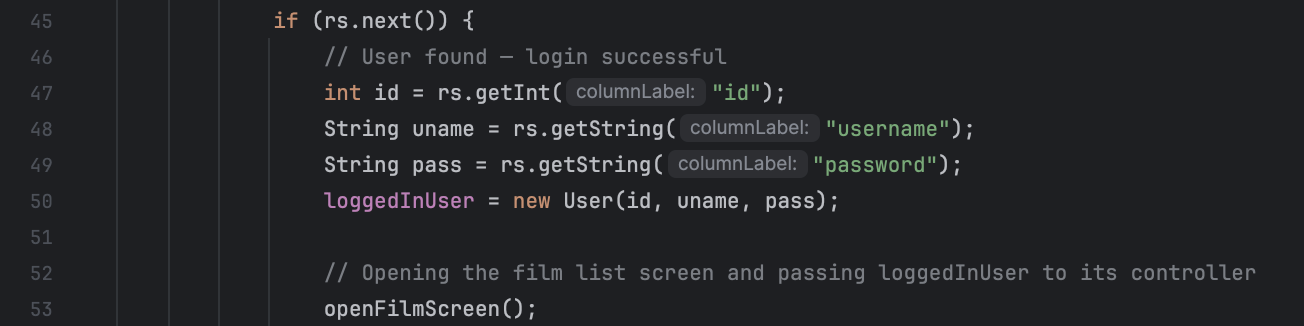 45 if (rs.next()) {
46 // User found – login successful
47 int id = rs.getInt( columnLabel: "id");
48 String uname = rs.getString( columnLabel: "username");
49 String pass = rs.getString( columnLabel: "password");
50 loggedInUser = new User(id, uname, pass);
51
52 // Opening the film list screen and passing loggedInUser to its controller
53 openFilmScreen();